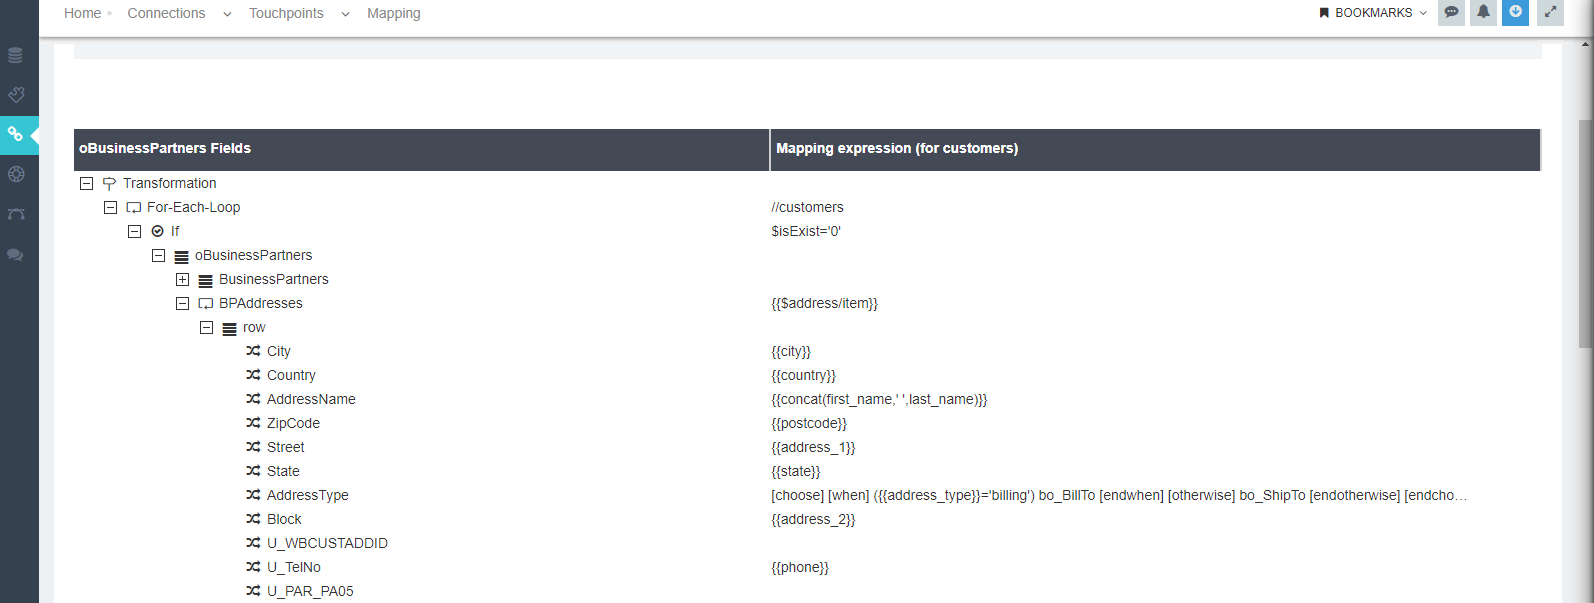 Home Connections Touchpoints Mapping BOOKMARKS
oBusinessPartners Fields Mapping expression (for customers)
Transformation
For-Each-Loop //customers
If $isExist='0'
oBusinessPartners
BusinessPartners
BPAddresses {{$address/item}}
row
City {{city}}
Country {{country}}
AddressName {{concat(first_name,' ',last_name)}}
ZipCode {{postcode}}
Street {{address_1}}
State {{state}}
AddressType [choose] [when] ({{address_type}}='billing') bo_BillTo [endwhen] [otherwise] bo_ShipTo [endotherwise] [endcho...
Block {{address_2}}
U_WBCUSTADDID
U_TelNo {{phone}}
U_PAR_PA05